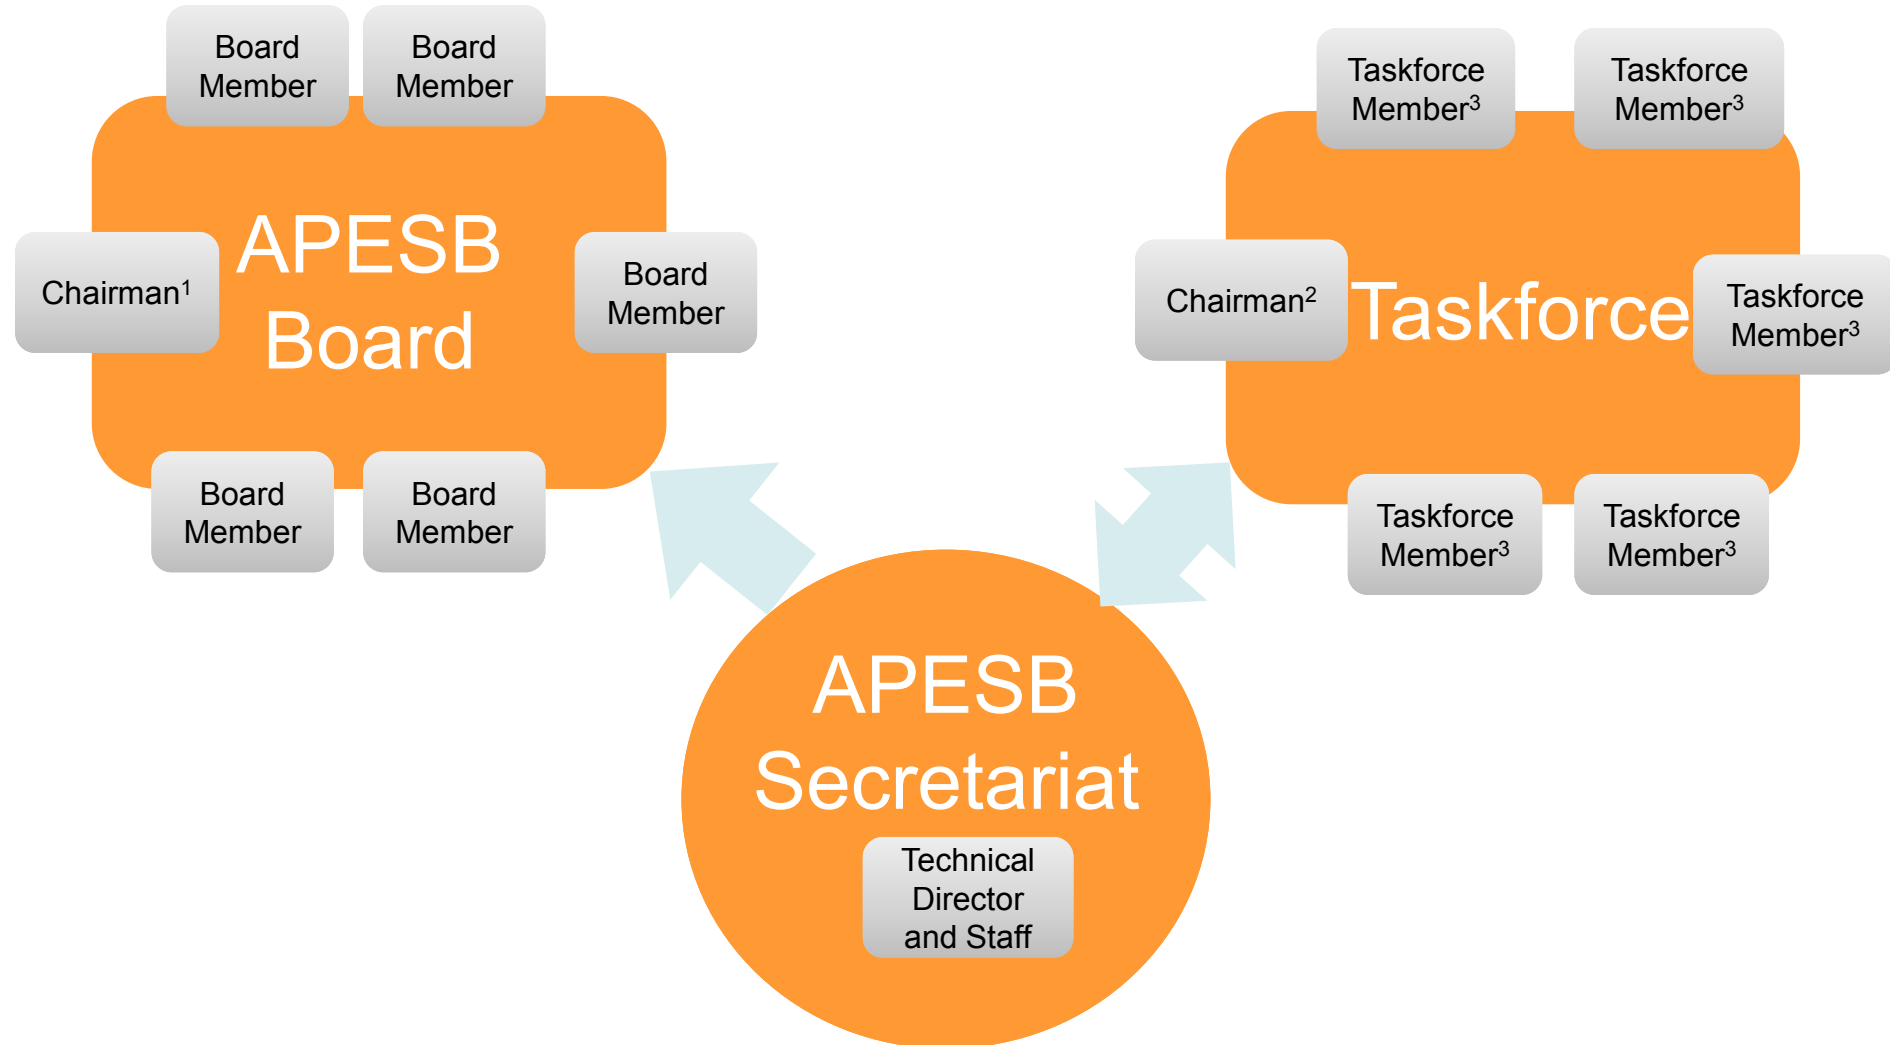 Board
Member
Board
Member
APESB
Board
Chairman¹
Board
Member
Board
Member
Board
Member
Taskforce
Member³
Taskforce
Member³
Chairman²
Taskforce
Taskforce
Member³
Taskforce
Member³
Taskforce
Member³
APESB
Secretariat
Technical
Director
and Staff